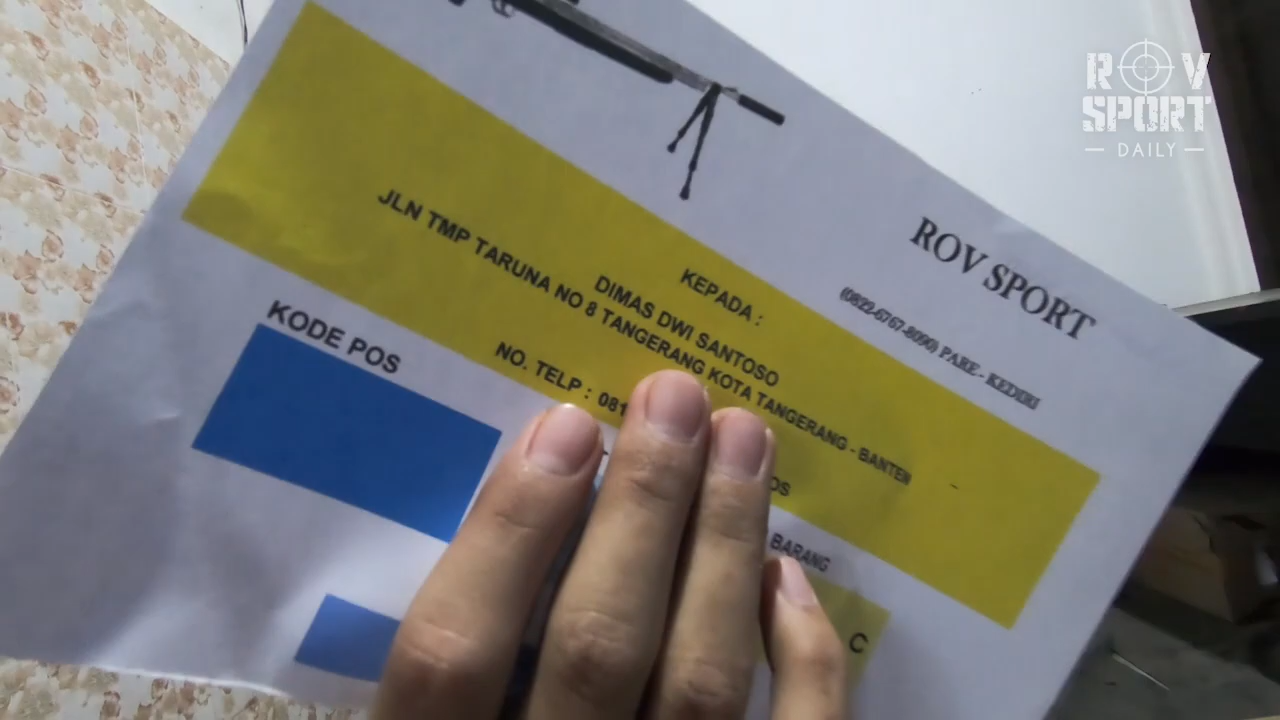 ROV
SPORT
DAILY
ROV SPORT
(0822-6767-8090) PARE - KEDIRI
KEPADA :
DIMAS DWI SANTOSO
JLN TMP TARUNA NO 8 TANGERANG KOTA TANGERANG - BANTEN
NO. TELP : 081
KODE POS
BARANG
C